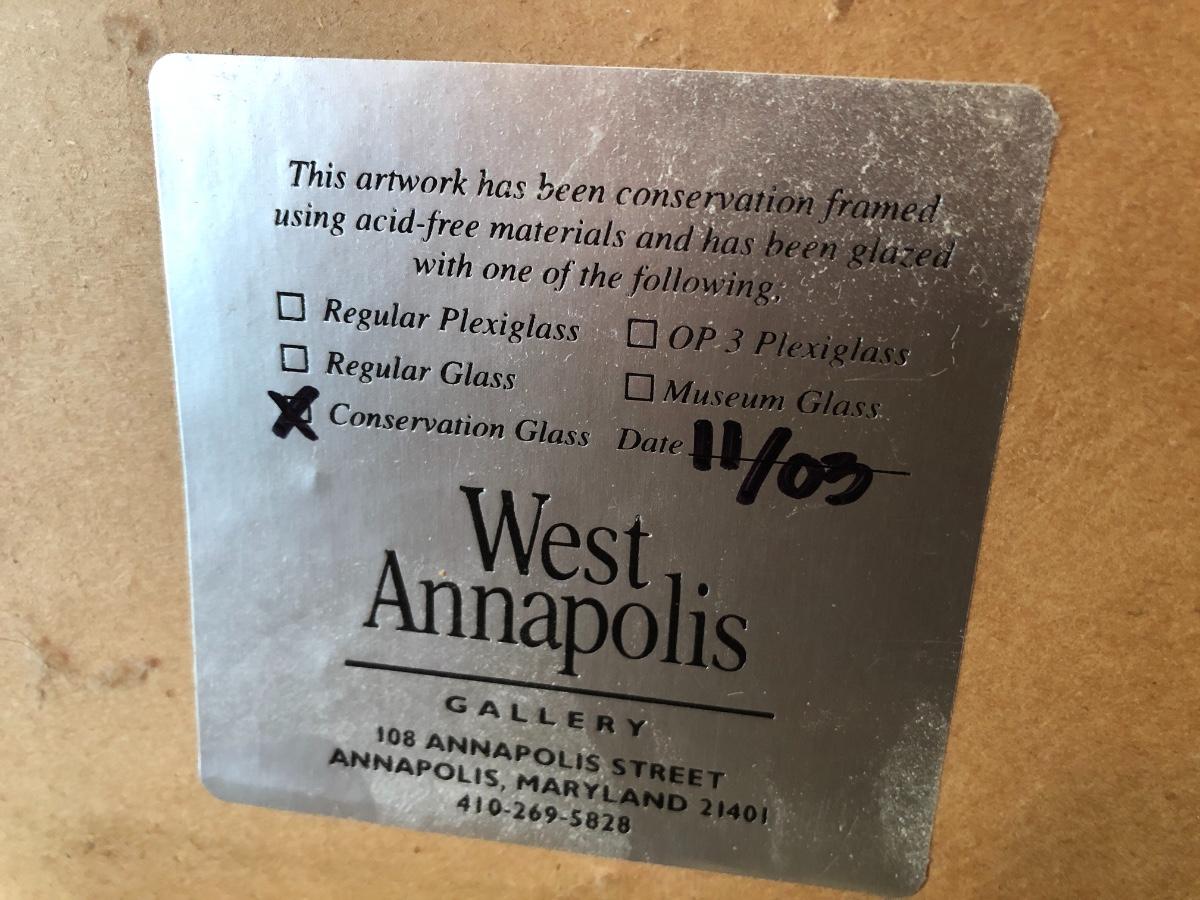 This artwork has been conservation framed
using acid-free materials and has been glazed
with one of the following;
☐ Regular Plexiglass ☐ OP 3 Plexiglass
☐ Regular Glass ☐ Museum Glass
☒ Conservation Glass Date 11/03
West
Annapolis
GALLERY
108 ANNAPOLIS STREET
ANNAPOLIS, MARYLAND 21401
410-269-5828